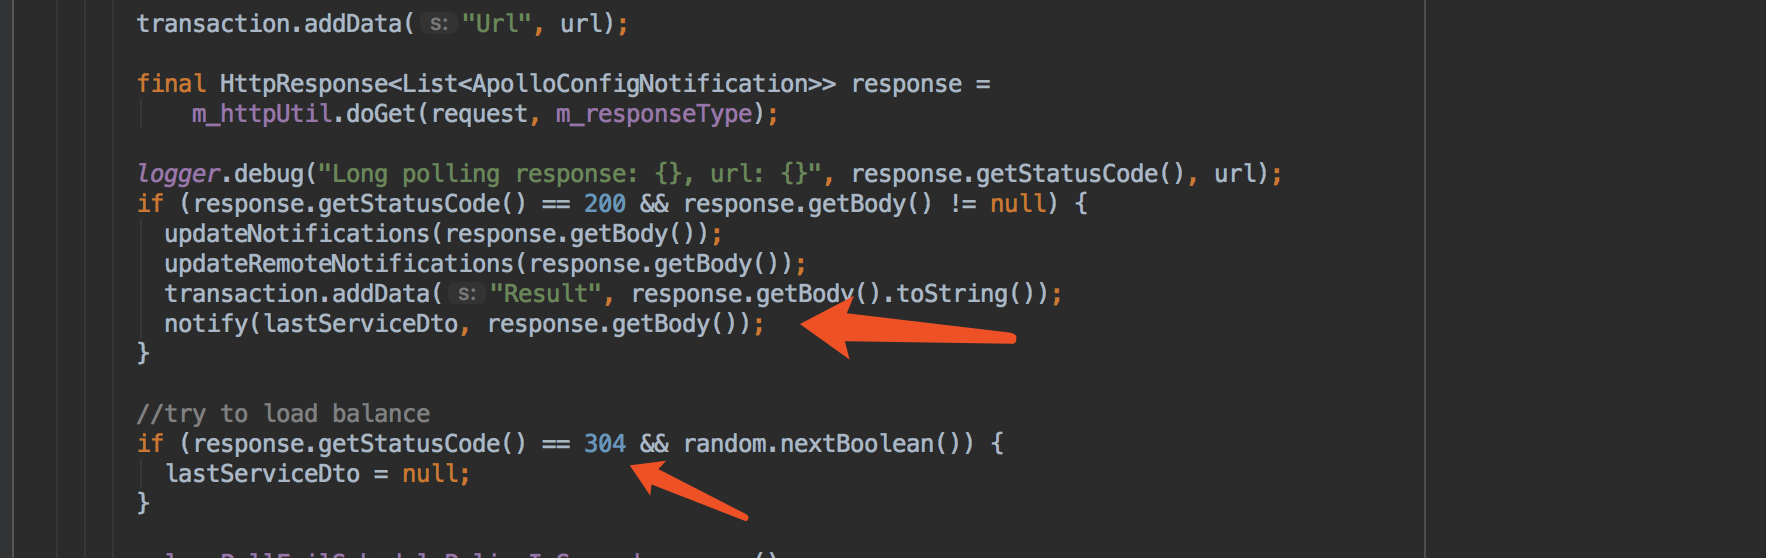 transaction.addData( s: "Url", url);
final HttpResponse<List<ApolloConfigNotification>> response =
m_httpUtil.doGet(request, m_responseType);
logger.debug("Long polling response: {}, url: {}", response.getStatusCode(), url);
if (response.getStatusCode() == 200 && response.getBody() != null) {
updateNotifications(response.getBody());
updateRemoteNotifications(response.getBody());
transaction.addData( s: "Result", response.getBody().toString());
notify(lastServiceDto, response.getBody());
}
//try to load balance
if (response.getStatusCode() == 304 && random.nextBoolean()) {
lastServiceDto = null;
}